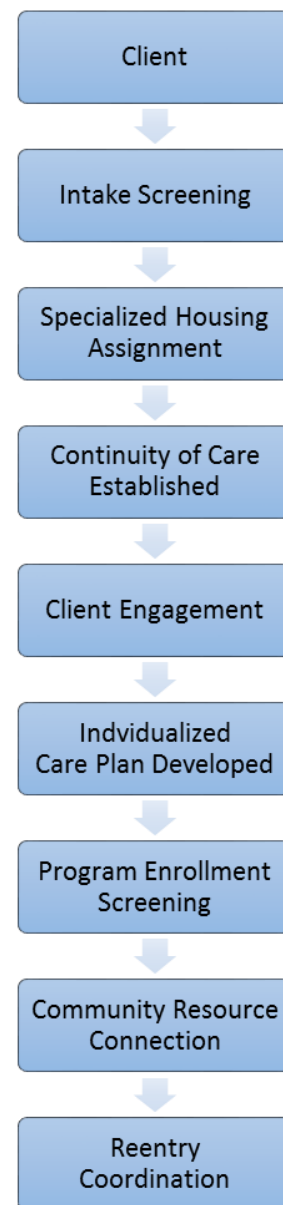 Client
Intake Screening
Specialized Housing
Assignment
Continuity of Care
Established
Client Engagement
Indvidualized
Care Plan Developed
Program Enrollment
Screening
Community Resource
Connection
Reentry
Coordination